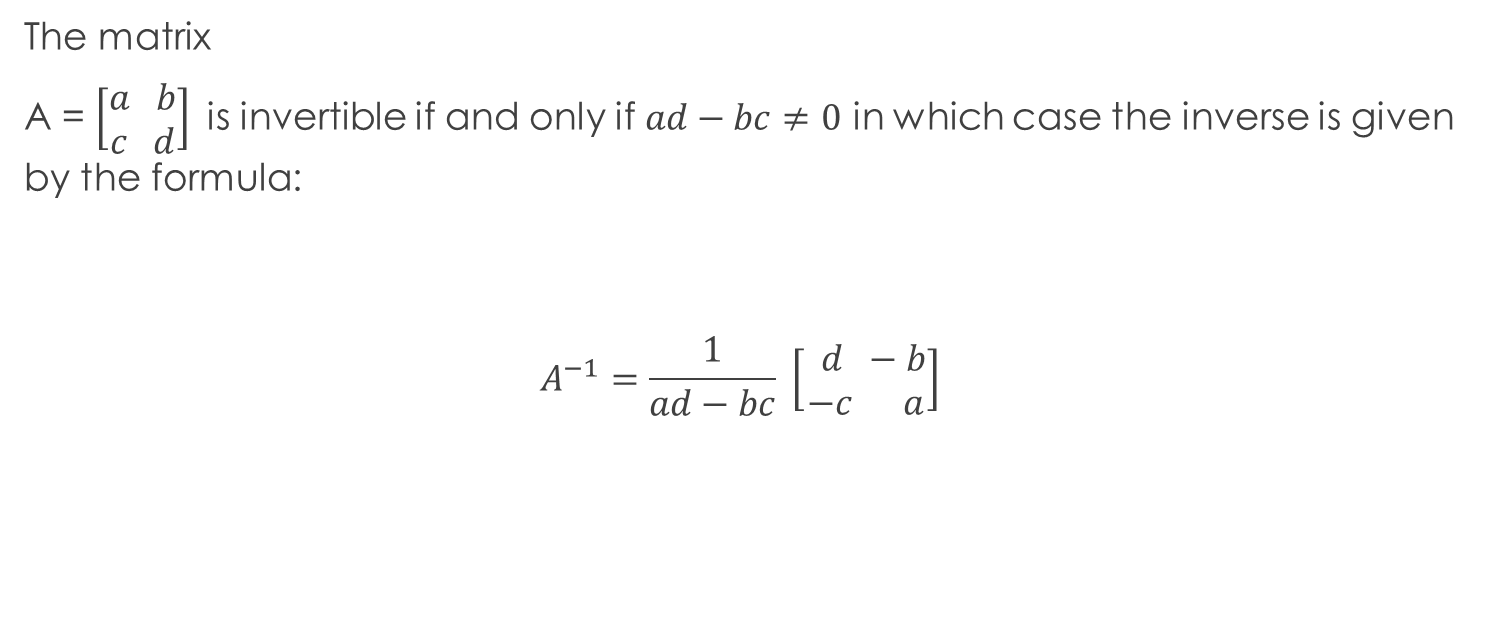 The matrix
A = [a b
c d] is invertible if and only if ad − bc ≠ 0 in which case the inverse is given
by the formula:
A⁻¹ = 1/(ad − bc) [d − b
−c a]